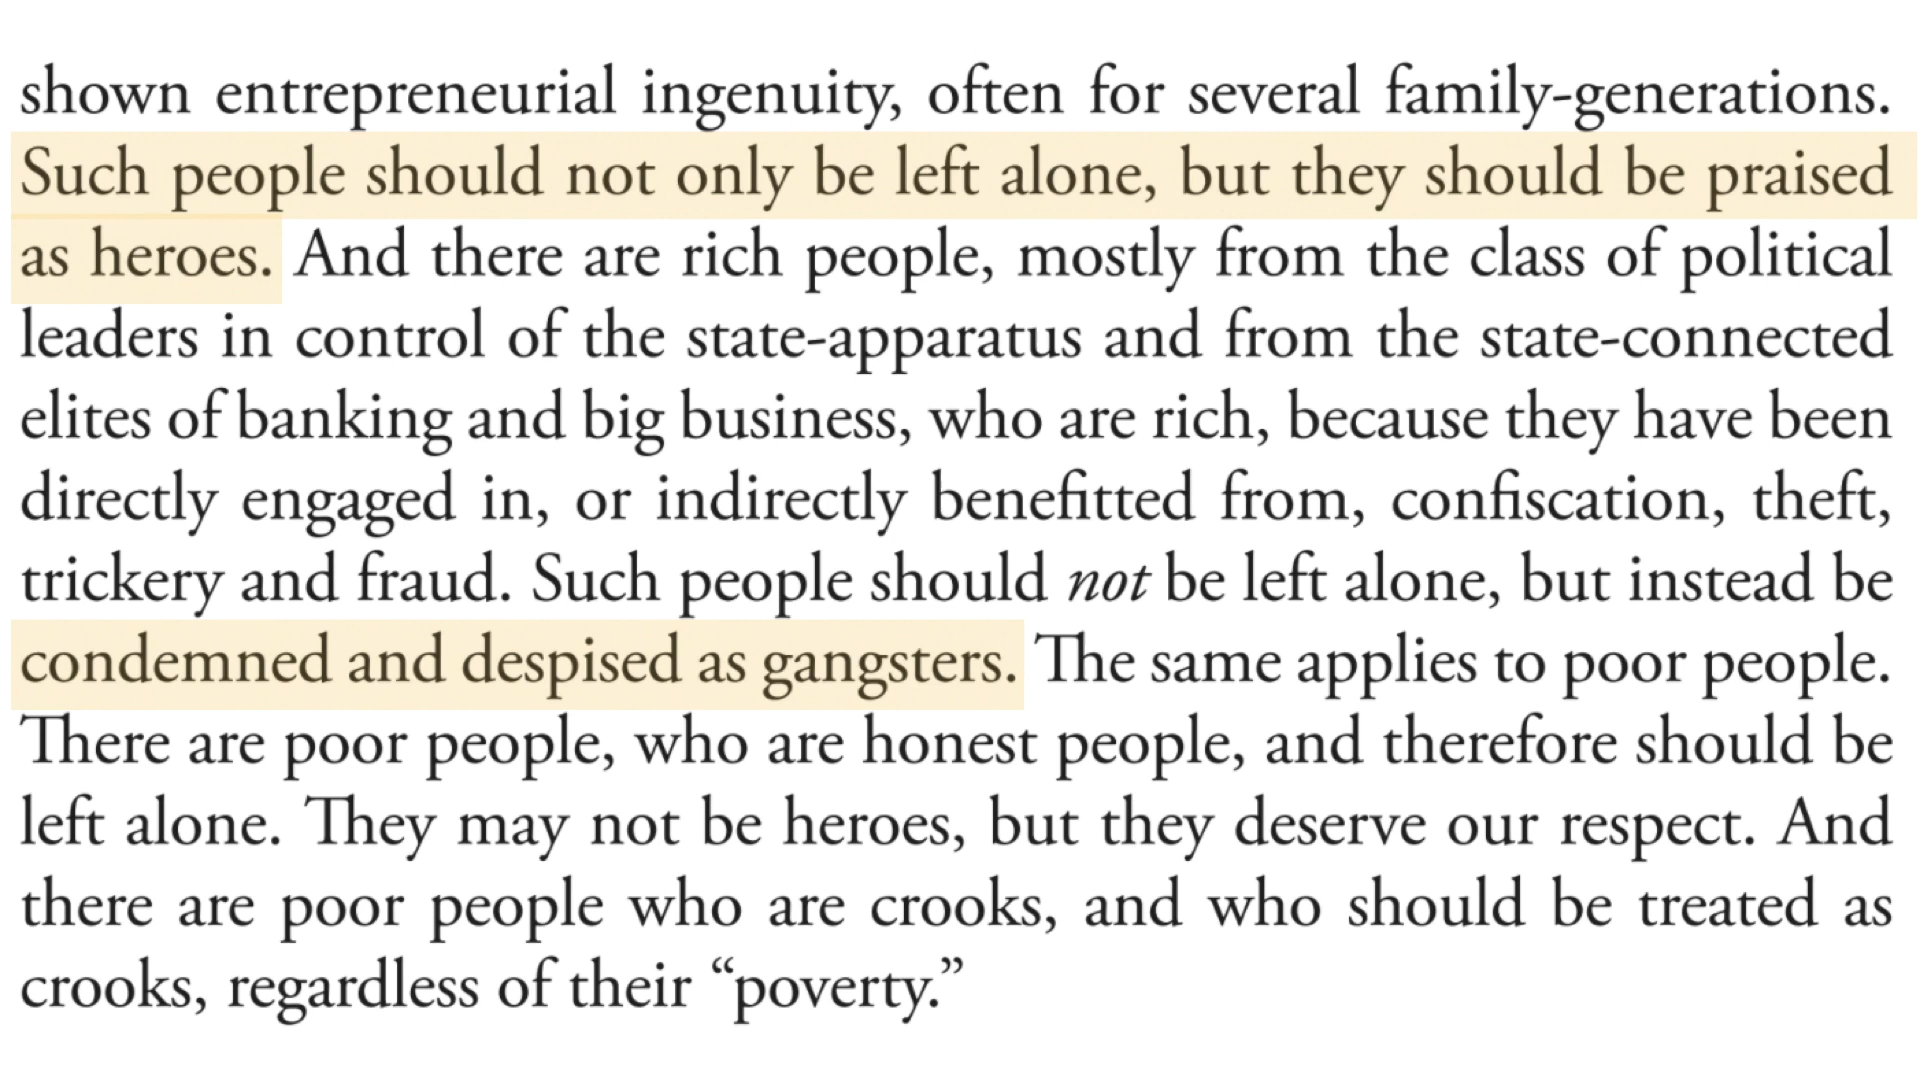 shown entrepreneurial ingenuity, often for several family-generations.
Such people should not only be left alone, but they should be praised
as heroes. And there are rich people, mostly from the class of political
leaders in control of the state-apparatus and from the state-connected
elites of banking and big business, who are rich, because they have been
directly engaged in, or indirectly benefitted from, confiscation, theft,
trickery and fraud. Such people should not be left alone, but instead be
condemned and despised as gangsters. The same applies to poor people.
There are poor people, who are honest people, and therefore should be
left alone. They may not be heroes, but they deserve our respect. And
there are poor people who are crooks, and who should be treated as
crooks, regardless of their “poverty.”